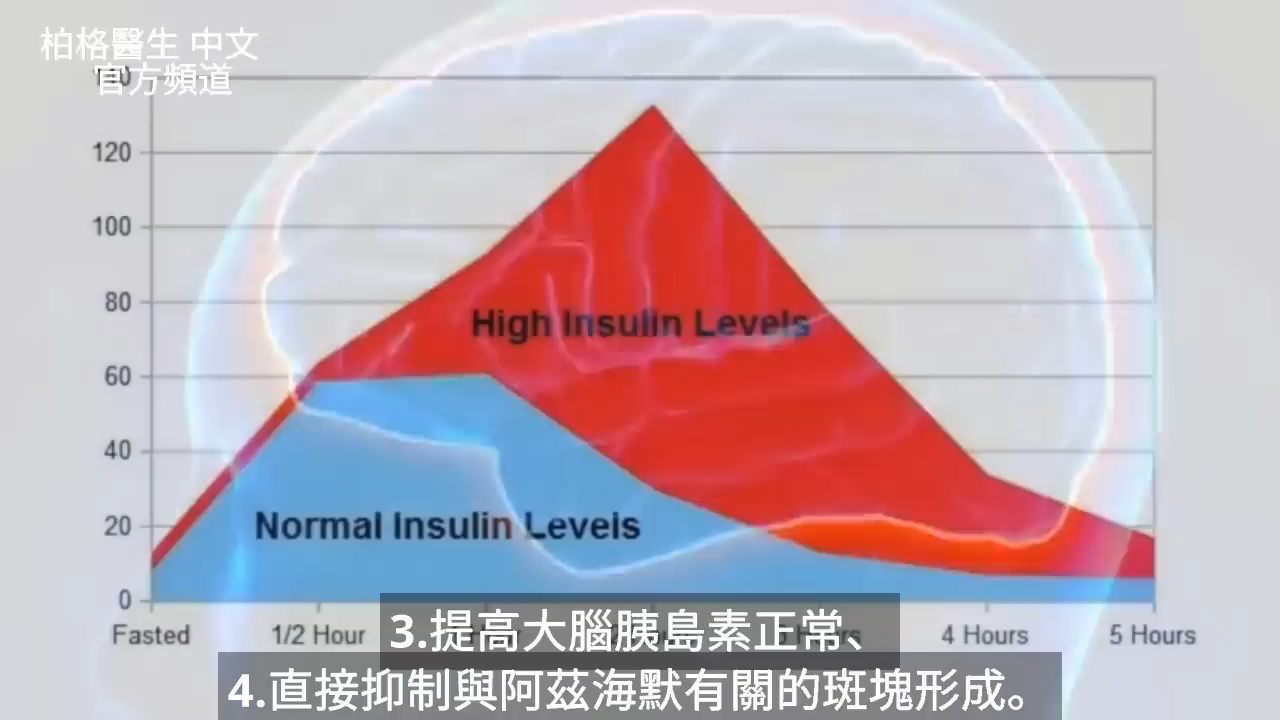 柏格醫生 中文
官方頻道
120
100
80
60
40
20
0
High Insulin Levels
Normal Insulin Levels
Fasted
1/2 Hour
4 Hours
5 Hours
3.提高大腦胰島素正常、
4.直接抑制與阿茲海默有關的斑塊形成。